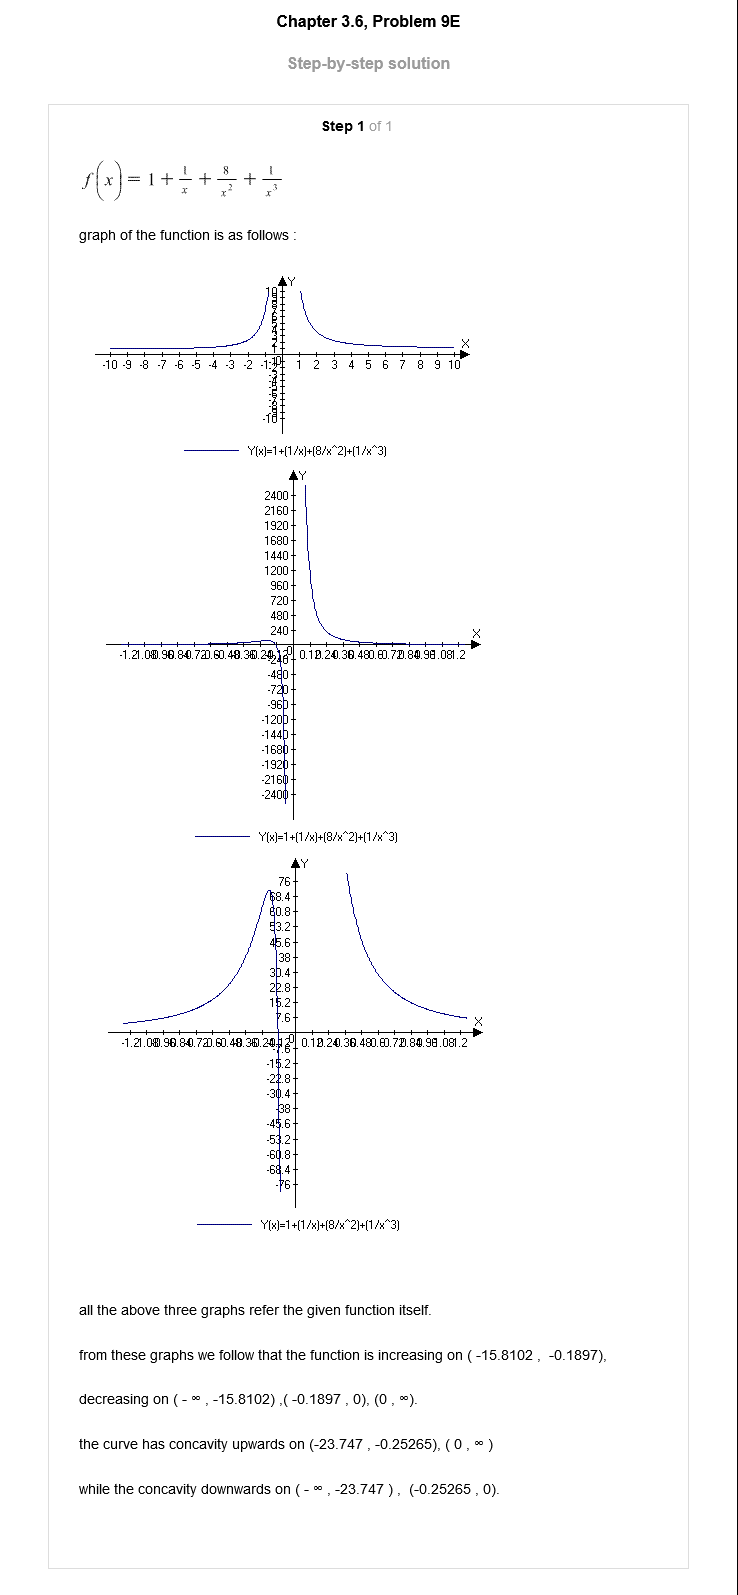 Chapter 3.6, Problem 9E
Step-by-step solution
Step 1 of 1
f(x) = 1 + 1/x + 8/x² + 1/x³
graph of the function is as follows :
Y
10
X
-10 -9 -8 -7 -6 -5 -4 -3 -2 -1 0 1 2 3 4 5 6 7 8 9 10
-10
Y(x)=1+(1/x)+(8/x^2)+(1/x^3)
Y
2400
2160
1920
1680
1440
1200
960
720
480
240
X
-1.2 -1.08 -0.96 -0.84 -0.72 -0.6 -0.48 -0.36 -0.24 -0.12 0 0.12 0.24 0.36 0.48 0.6 0.72 0.84 0.96 1.08 1.2
-240
-480
-720
-960
-1200
-1440
-1680
-1920
-2160
-2400
Y(x)=1+(1/x)+(8/x^2)+(1/x^3)
Y
76
68.4
60.8
53.2
45.6
38
30.4
22.8
15.2
7.6
X
-1.2 -1.08 -0.96 -0.84 -0.72 -0.6 -0.48 -0.36 -0.24 -0.12 0 0.12 0.24 0.36 0.48 0.6 0.72 0.84 0.96 1.08 1.2
-7.6
-15.2
-22.8
-30.4
-38
-45.6
-53.2
-60.8
-68.4
-76
Y(x)=1+(1/x)+(8/x^2)+(1/x^3)
all the above three graphs refer the given function itself.
from these graphs we follow that the function is increasing on ( -15.8102 , -0.1897),
decreasing on ( - ∞ , -15.8102) ,( -0.1897 , 0), (0 , ∞).
the curve has concavity upwards on (-23.747 , -0.25265), ( 0 , ∞ )
while the concavity downwards on ( - ∞ , -23.747 ) , (-0.25265 , 0).